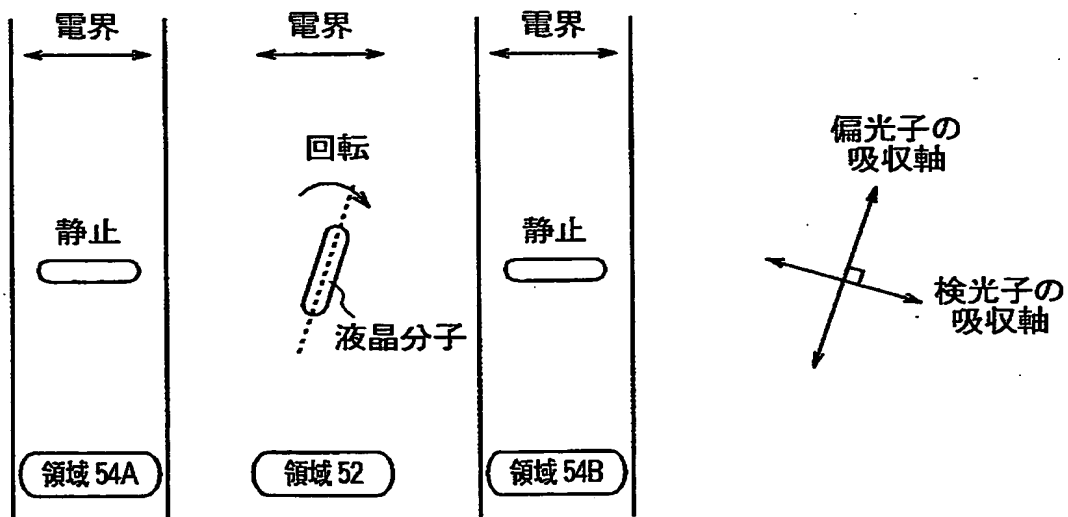 電界
電界
電界
回転
静止
静止
液晶分子
偏光子の
吸収軸
検光子の
吸収軸
領域 54A
領域 52
領域 54B